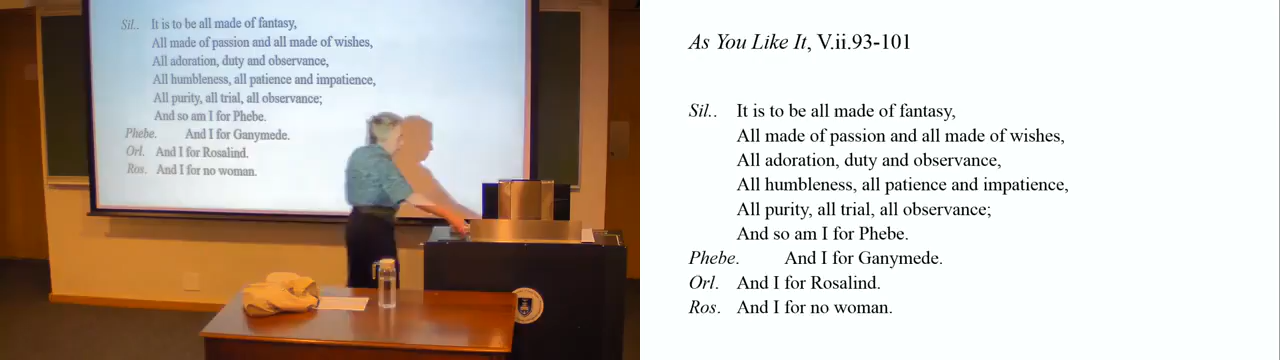 Sil.. It is to be all made of fantasy,
All made of passion and all made of wishes,
All adoration, duty and observance,
All humbleness, all patience and impatience,
All purity, all trial, all observance;
And so am I for Phebe.
Phebe. And I for Ganymede.
Orl. And I for Rosalind.
Ros. And I for no woman.
As You Like It, V.ii.93-101
Sil.. It is to be all made of fantasy,
All made of passion and all made of wishes,
All adoration, duty and observance,
All humbleness, all patience and impatience,
All purity, all trial, all observance;
And so am I for Phebe.
Phebe. And I for Ganymede.
Orl. And I for Rosalind.
Ros. And I for no woman.